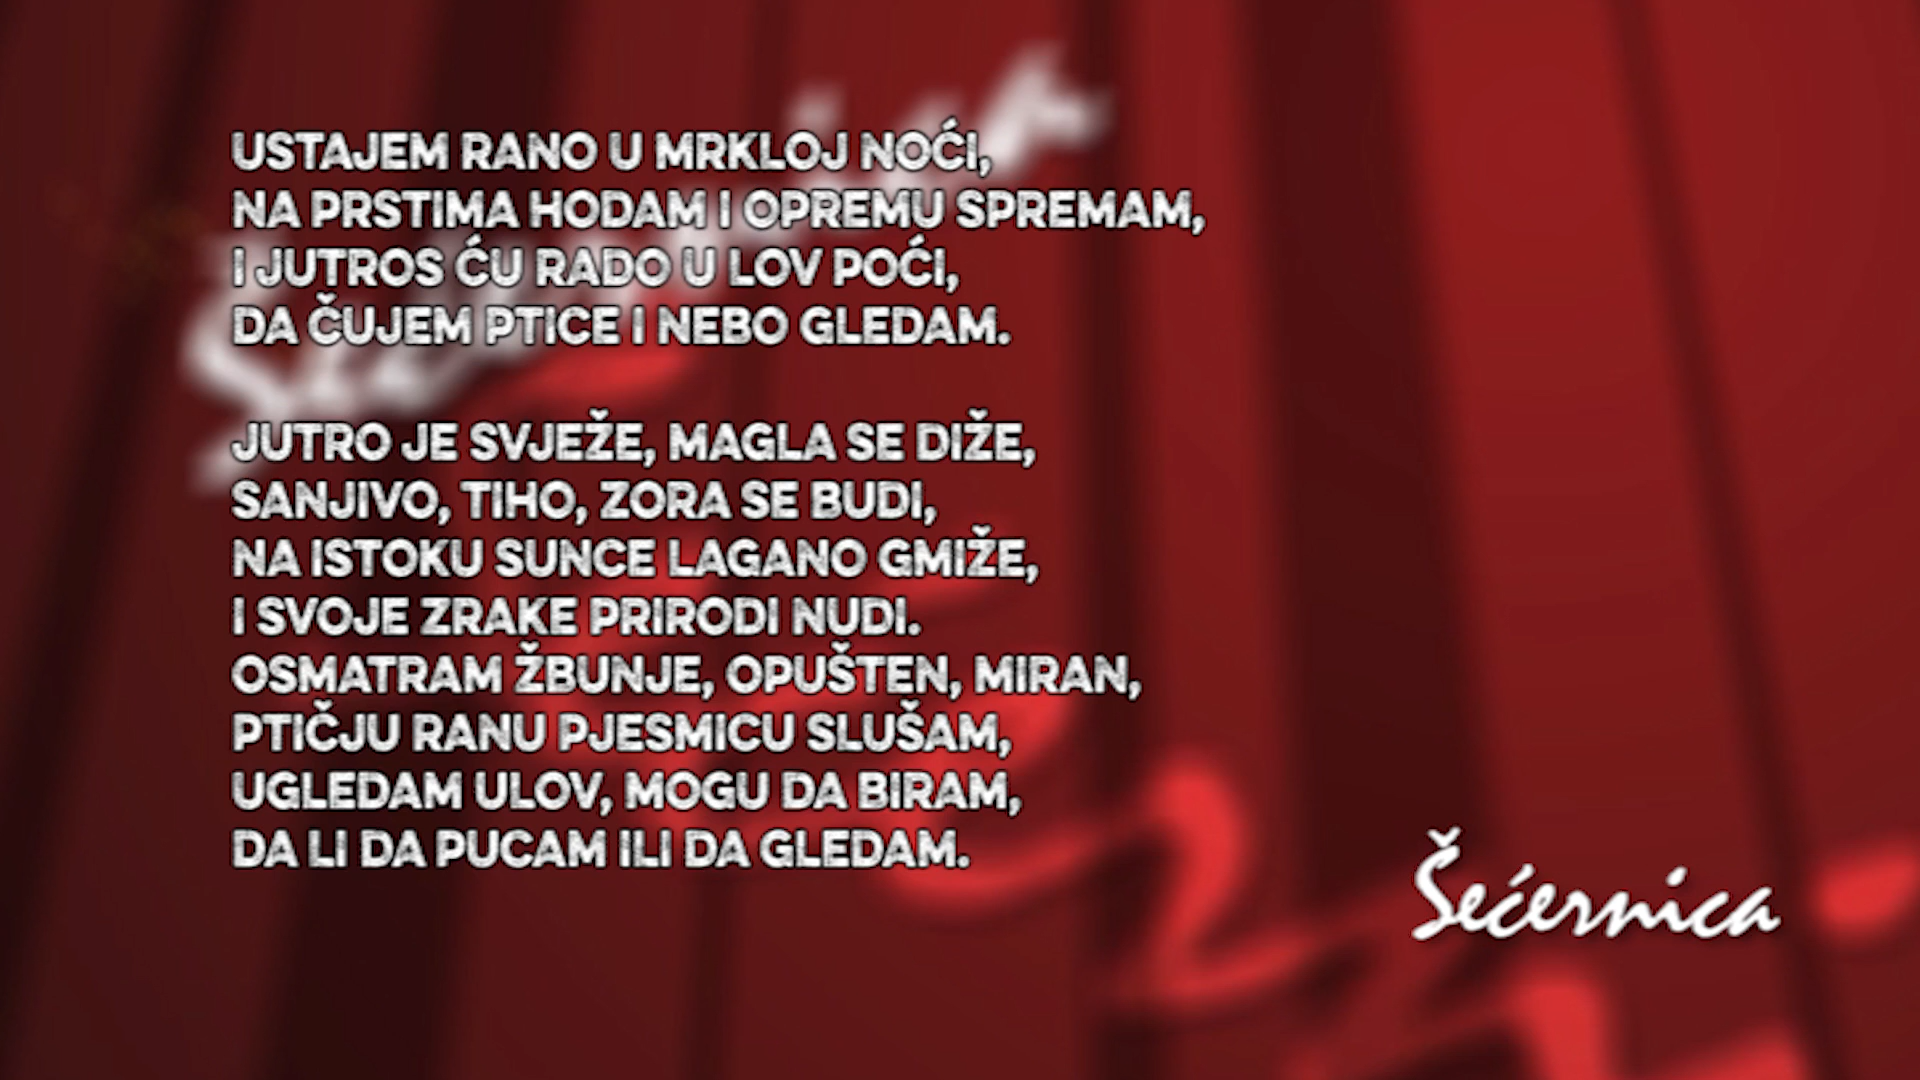 USTAJEM RANO U MRKLOJ NOĆI,
NA PRSTIMA HODAM I OPREMU SPREMAM,
I JUTROS ĆU RADO U LOV POĆI,
DA ČUJEM PTICE I NEBO GLEDAM.
JUTRO JE SVJEŽE, MAGLA SE DIŽE,
SANJIVO, TIHO, ZORA SE BUDI,
NA ISTOKU SUNCE LAGANO GMIŽE,
I SVOJE ZRAKE PRIRODI NUDI.
OSMATRAM ŽBUNJE, OPUŠTEN, MIRAN,
PTIČJU RANU PJESMICU SLUŠAM,
UGLEDAM ULOV, MOGU DA BIRAM,
DA LI DA PUCAM ILI DA GLEDAM.
Šećernica